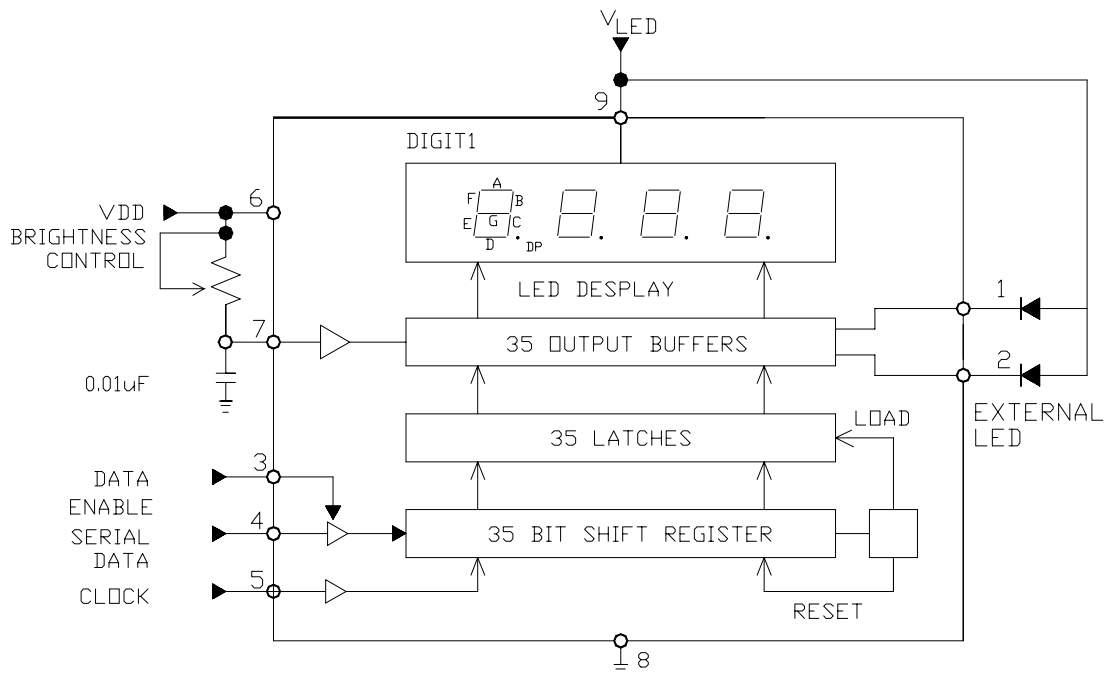 VLED
9
DIGIT1
A
F B
E G C
D DP
6
VDD
BRIGHTNESS
CONTROL
LED DESPLAY
1
7
35 OUTPUT BUFFERS
2
0.01uF
EXTERNAL
LED
LOAD
35 LATCHES
3
DATA
ENABLE
4
SERIAL
DATA
35 BIT SHIFT REGISTER
5
CLOCK
RESET
8